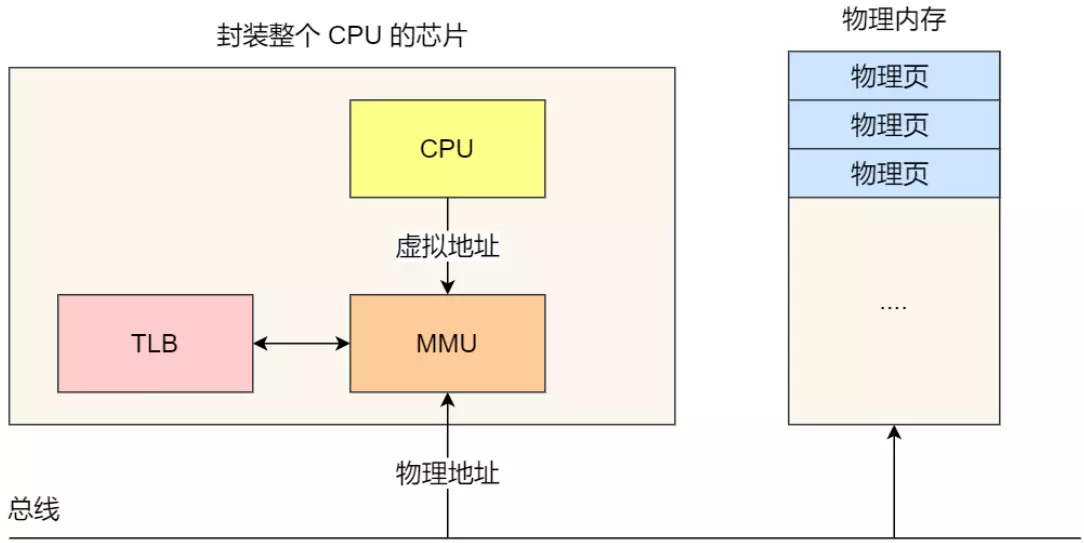 封装整个 CPU 的芯片
物理内存
物理页
物理页
物理页
CPU
虚拟地址
TLB
MMU
....
物理地址
总线